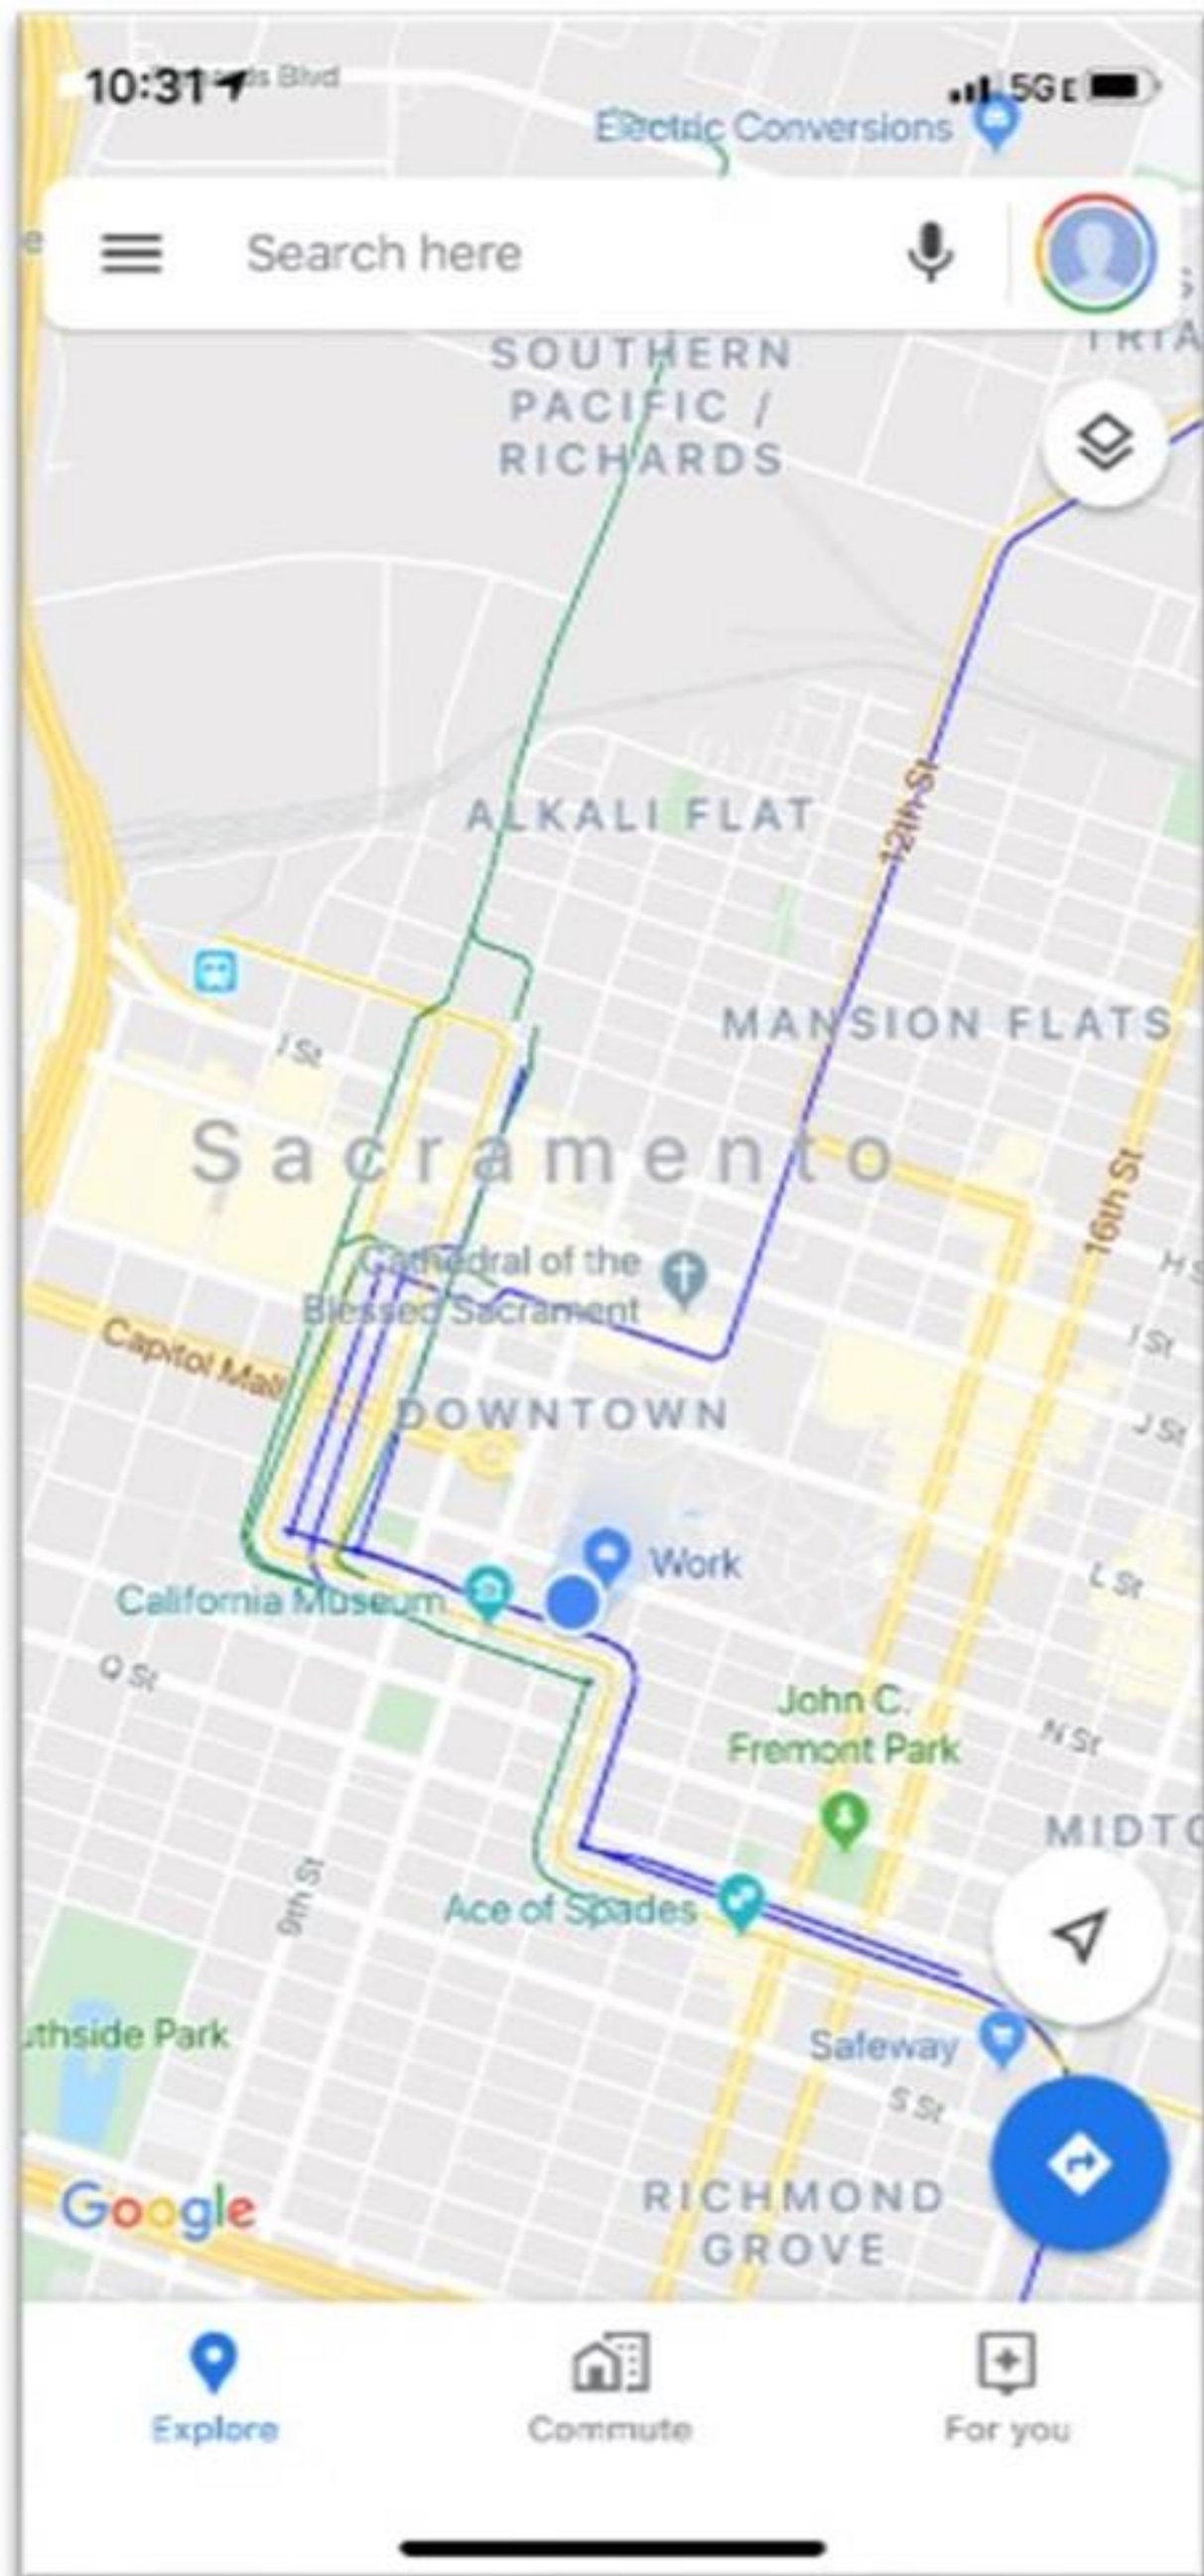 10:31
Blvd
5G E
Electric Conversions
Search here
SOUTHERN
PACIFIC /
RICHARDS
ALKALI FLAT
12th St
MANSION FLATS
I St
Sacramento
16th St
Cathedral of the
Blessed Sacrament
H S
I St
Capitol Mall
DOWNTOWN
J St
Work
L St
California Museum
Q St
John C.
Fremont Park
N St
MIDTO
9th St
Ace of Spades
uthside Park
Safeway
S St
Google
RICHMOND
GROVE
Explore
Commute
For you